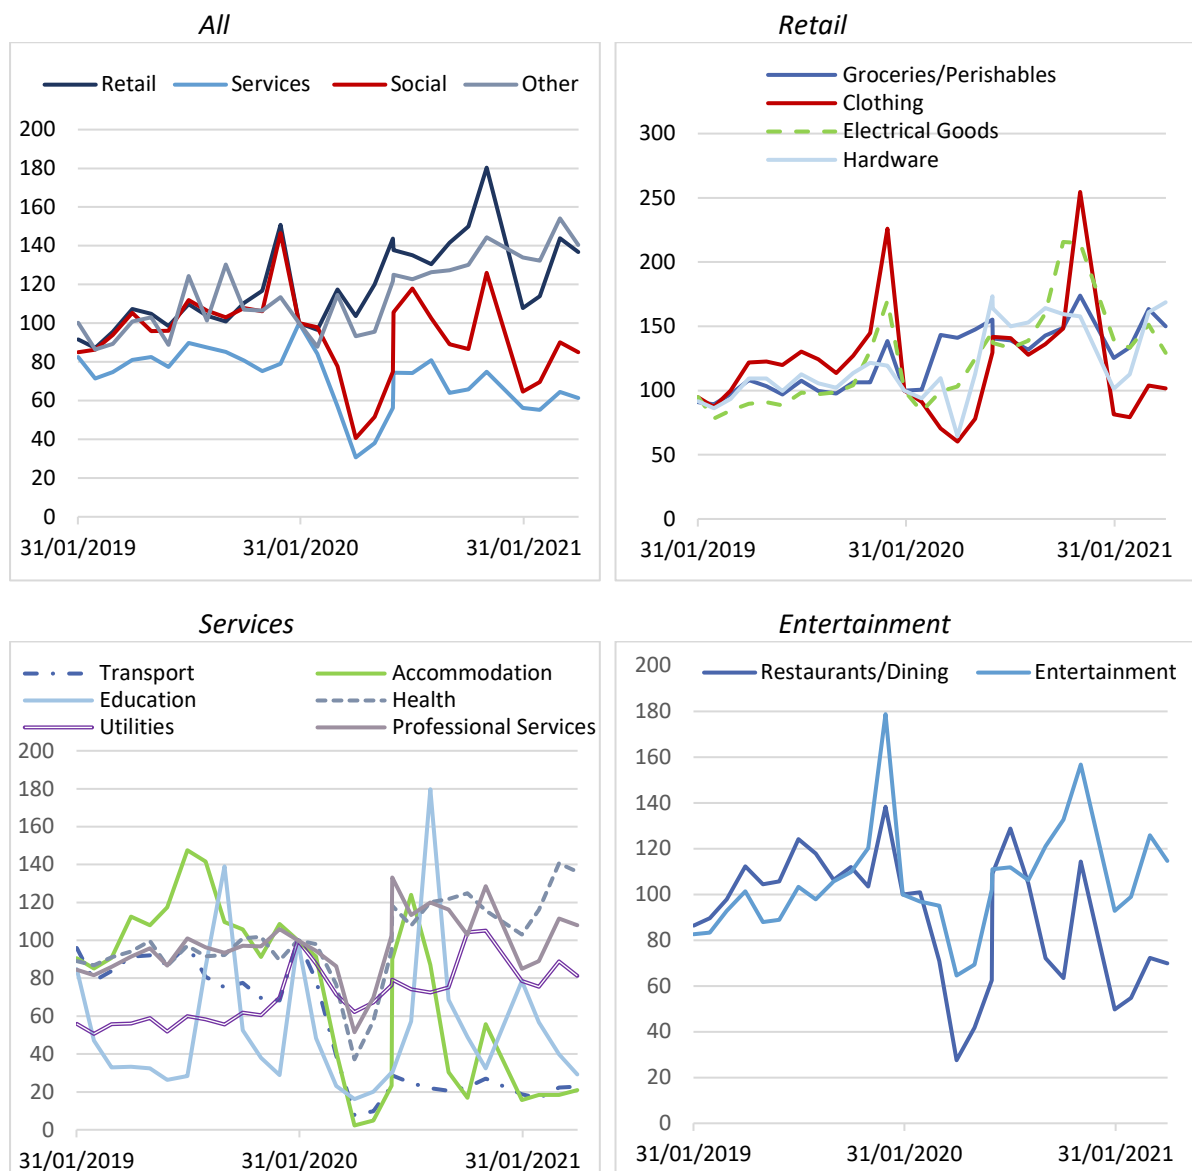 All
Retail Services Social Other
200
180
160
140
120
100
80
60
40
20
0
31/01/2019 31/01/2020 31/01/2021
Retail
Groceries/Perishables
Clothing
Electrical Goods
Hardware
300
250
200
150
100
50
0
31/01/2019 31/01/2020 31/01/2021
Services
Transport Accommodation
Education Health
Utilities Professional Services
200
180
160
140
120
100
80
60
40
20
0
31/01/2019 31/01/2020 31/01/2021
Entertainment
Restaurants/Dining Entertainment
200
180
160
140
120
100
80
60
40
20
0
31/01/2019 31/01/2020 31/01/2021